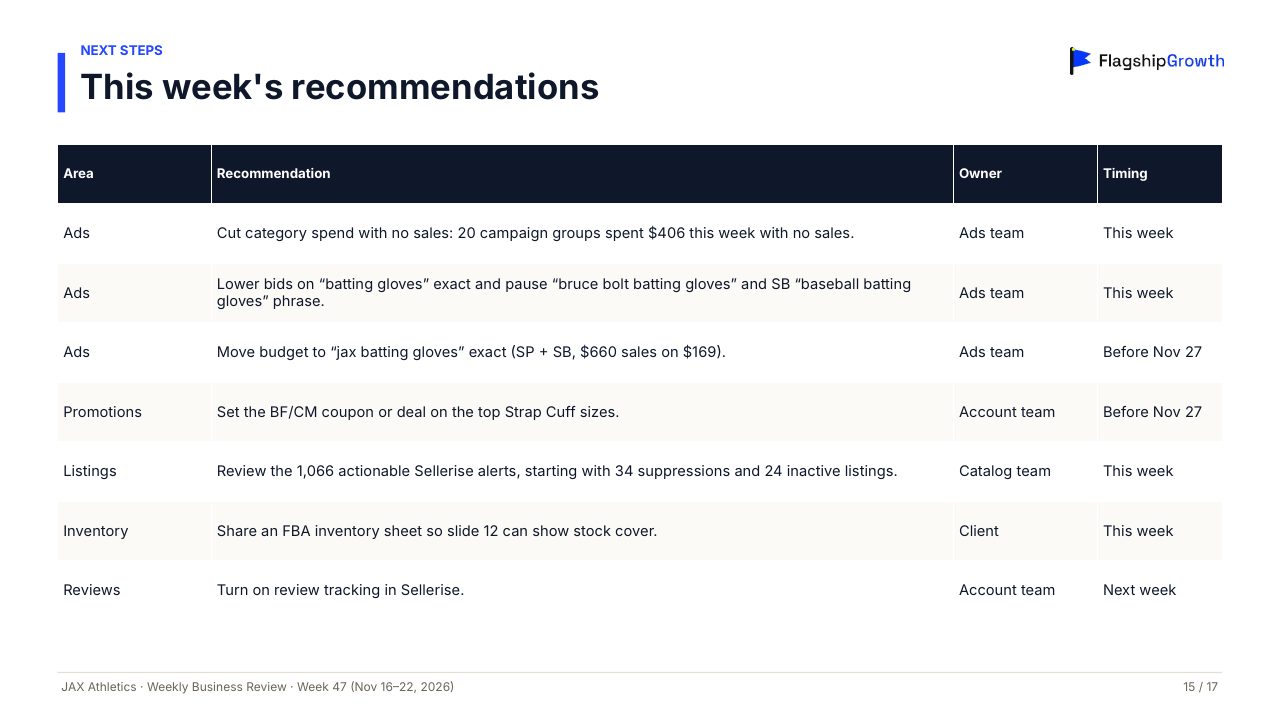 NEXT STEPS
This week's recommendations
FlagshipGrowth
Area Recommendation Owner Timing
Ads Cut category spend with no sales: 20 campaign groups spent $406 this week with no sales. Ads team This week
Ads Lower bids on “batting gloves” exact and pause “bruce bolt batting gloves” and SB “baseball batting
gloves” phrase. Ads team This week
Ads Move budget to “jax batting gloves” exact (SP + SB, $660 sales on $169). Ads team Before Nov 27
Promotions Set the BF/CM coupon or deal on the top Strap Cuff sizes. Account team Before Nov 27
Listings Review the 1,066 actionable Sellerise alerts, starting with 34 suppressions and 24 inactive listings. Catalog team This week
Inventory Share an FBA inventory sheet so slide 12 can show stock cover. Client This week
Reviews Turn on review tracking in Sellerise. Account team Next week
JAX Athletics · Weekly Business Review · Week 47 (Nov 16–22, 2026) 15 / 17